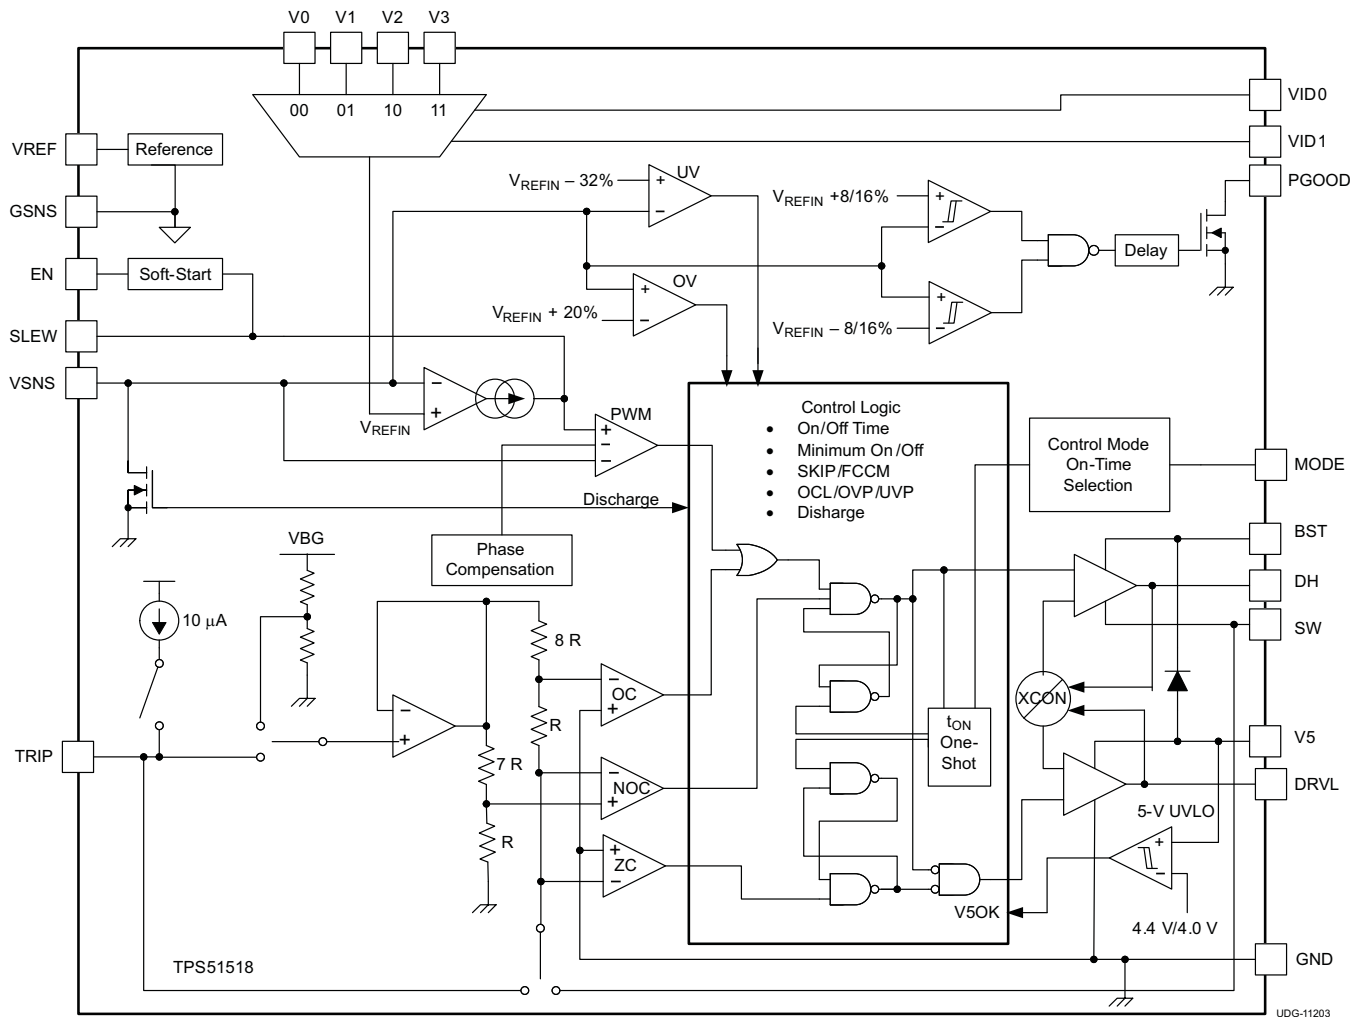 V0 V1 V2 V3
00 01 10 11
VID0
VID1
VREF
Reference
GSNS
EN
Soft-Start
SLEW
VSNS
VREFIN – 32%
+
UV
–
VREFIN +8/16%
+
–
PGOOD
Delay
+
OV
–
VREFIN + 20%
+
–
VREFIN – 8/16%
–
+
VREFIN
PWM
+
–
–
Control Logic
• On/Off Time
• Minimum On/Off
• SKIP/FCCM
• OCL/OVP/UVP
• Disharge
Control Mode
On-Time
Selection
MODE
Discharge
Phase
Compensation
VBG
10 μA
BST
DH
SW
8 R
–
OC
+
R
–
+
7 R
–
NOC
+
R
+
ZC
–
XCON
tON
One-
Shot
TRIP
V5
DRVL
5-V UVLO
+
–
V5OK
4.4 V/4.0 V
GND
TPS51518
UDG-11203